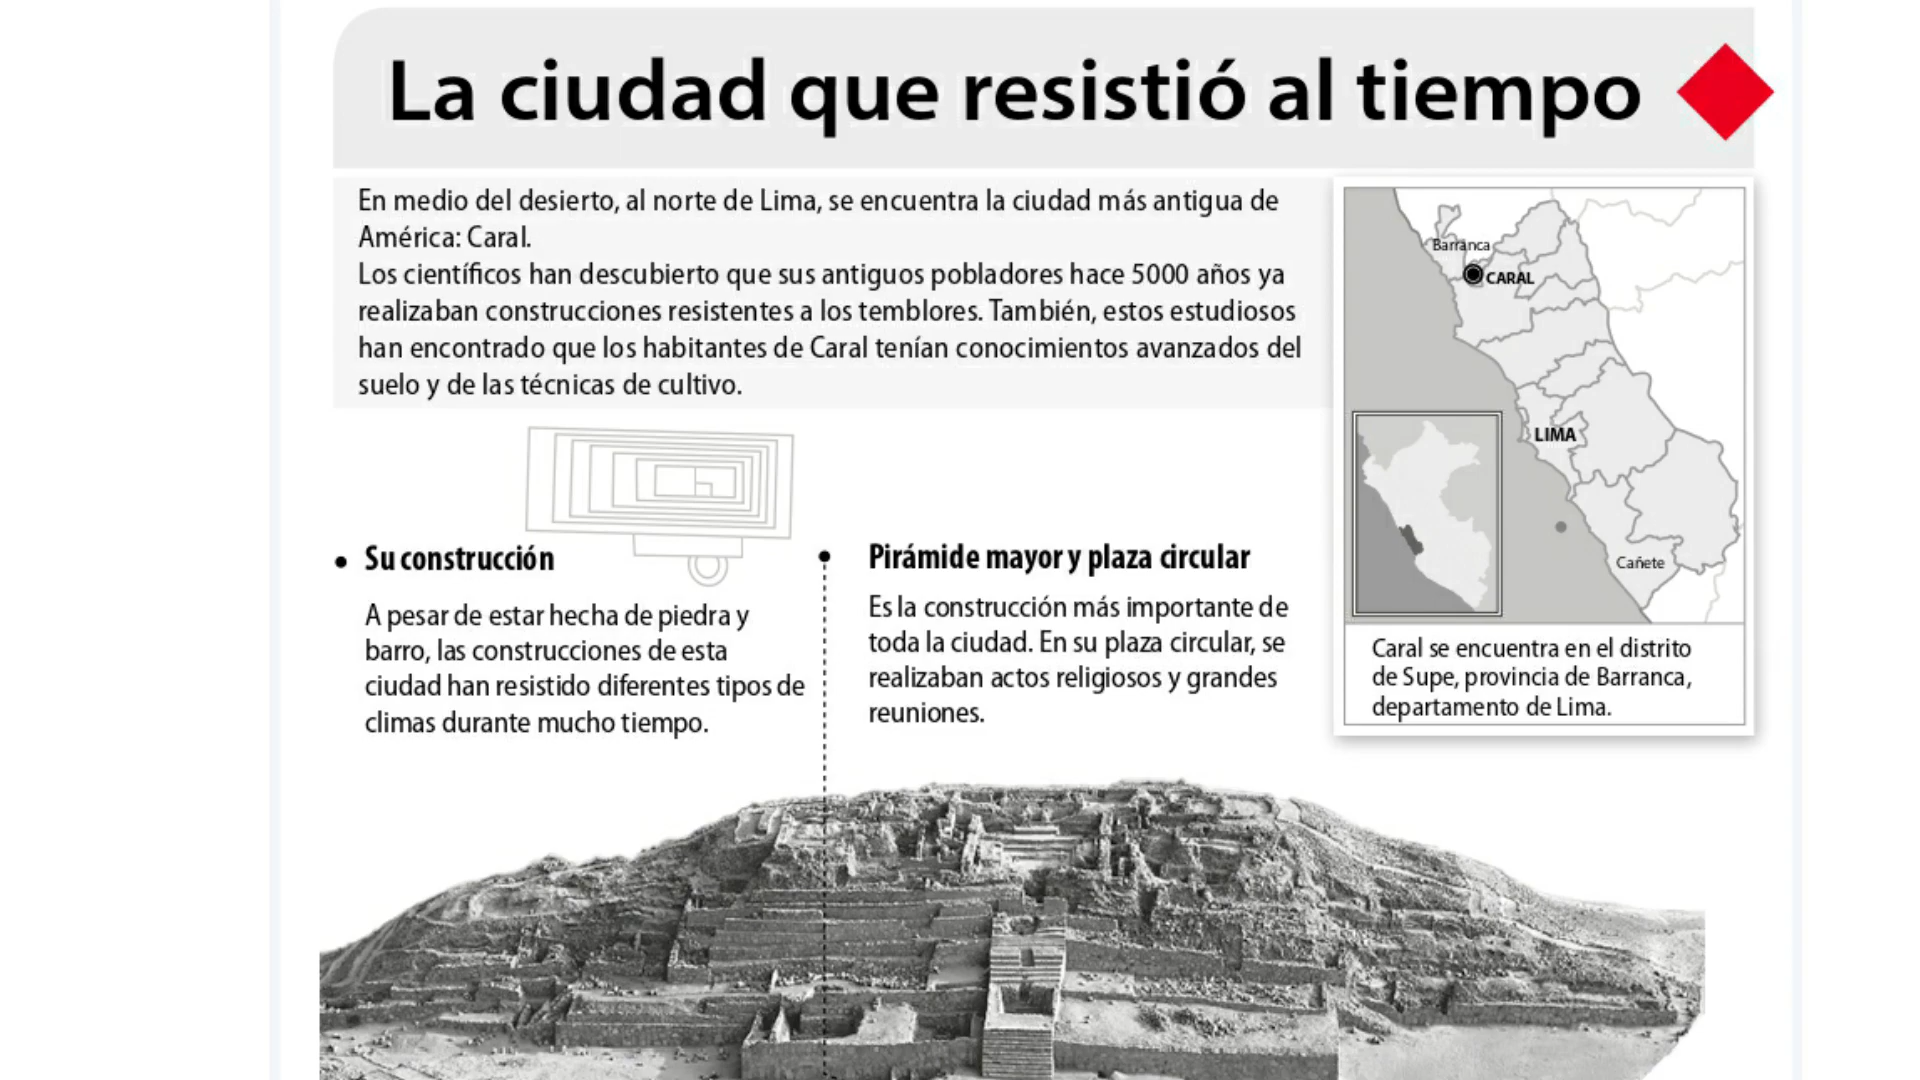 La ciudad que resistió al tiempo
En medio del desierto, al norte de Lima, se encuentra la ciudad más antigua de
América: Caral.
Los científicos han descubierto que sus antiguos pobladores hace 5000 años ya
realizaban construcciones resistentes a los temblores. También, estos estudiosos
han encontrado que los habitantes de Caral tenían conocimientos avanzados del
suelo y de las técnicas de cultivo.
Barranca
CARAL
LIMA
Cañete
Caral se encuentra en el distrito
de Supe, provincia de Barranca,
departamento de Lima.
• Su construcción
A pesar de estar hecha de piedra y
barro, las construcciones de esta
ciudad han resistido diferentes tipos de
climas durante mucho tiempo.
• Pirámide mayor y plaza circular
Es la construcción más importante de
toda la ciudad. En su plaza circular, se
realizaban actos religiosos y grandes
reuniones.